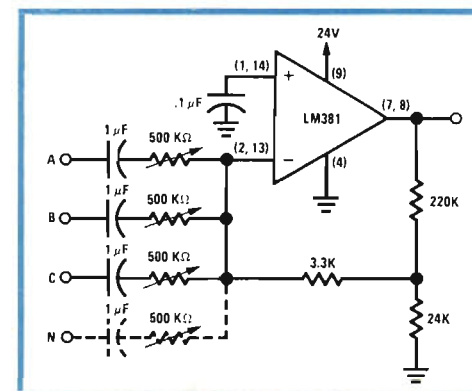 24V
(1, 14)
+
(9)
.1 µF
LM381
(7, 8)
1 µF
500 KΩ
(2, 13)
−
(4)
A
1 µF
500 KΩ
220K
B
1 µF
500 KΩ
3.3K
C
1 µF
500 KΩ
24K
N